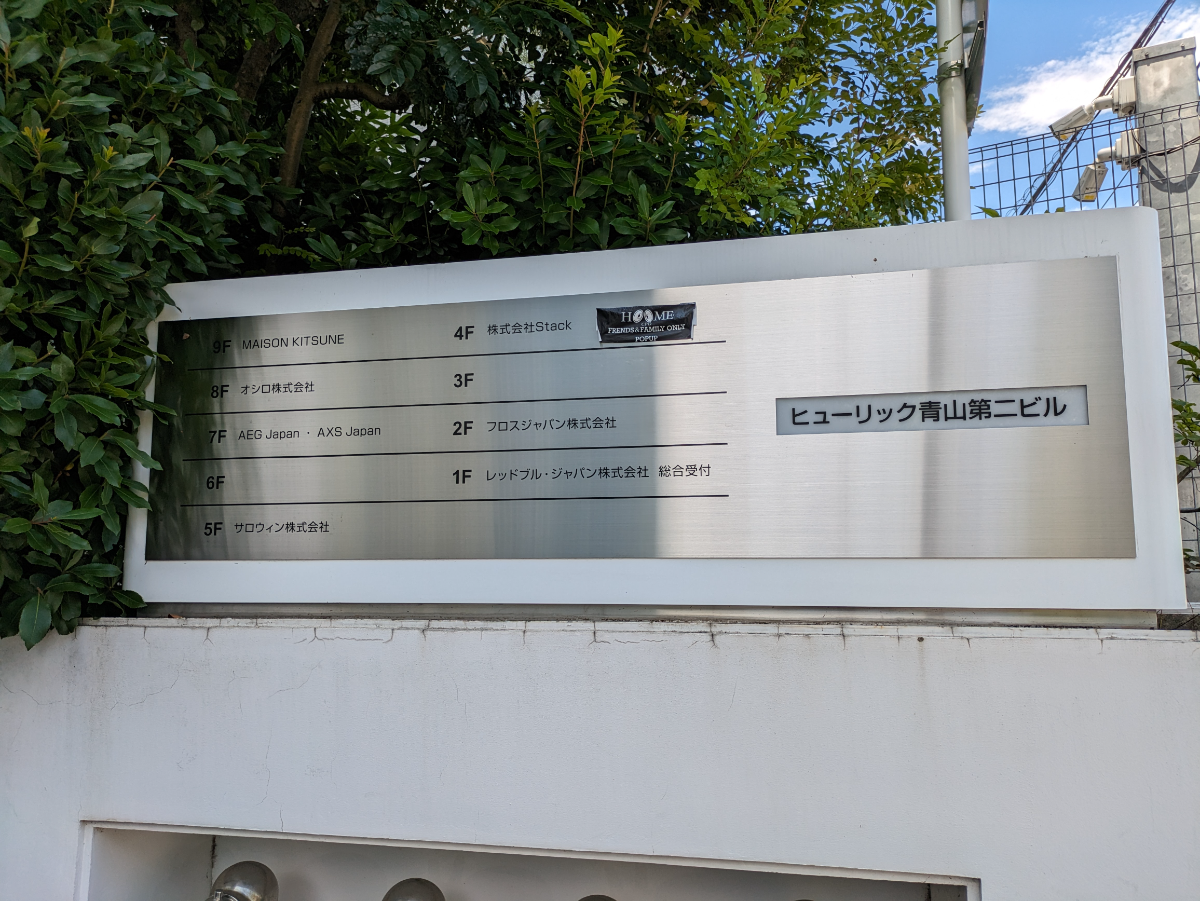 9F MAISON KITSUNE
8F オシロ株式会社
7F AEG Japan ・ AXS Japan
6F
5F サロウィン株式会社
4F 株式会社Stack
HOOME
FRENDS&FAMILY ONLY
POPUP
3F
2F フロスジャパン株式会社
1F レッドブル・ジャパン株式会社 総合受付
ヒューリック青山第二ビル